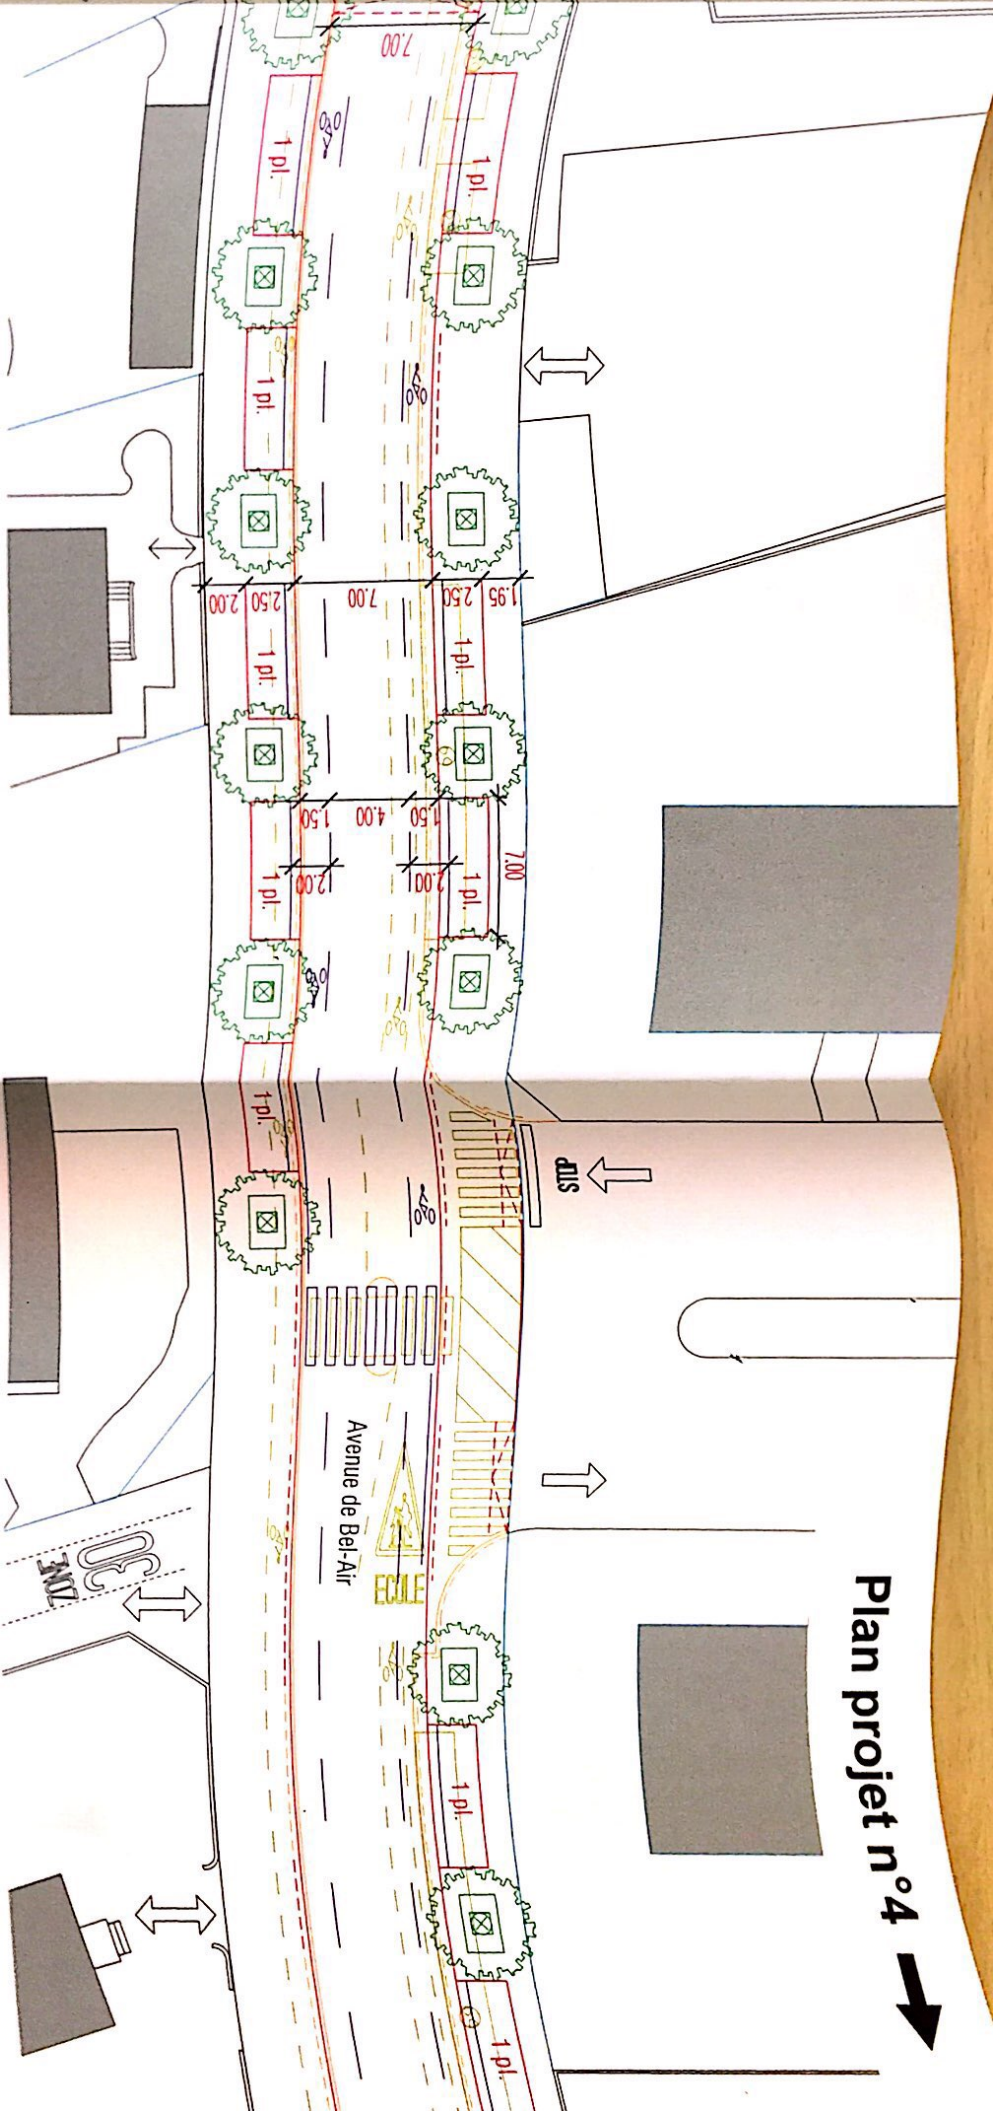 7.00
1 pl.
1 pl.
1 pl.
2.00
2.50
7.00
2.50
1.95
1 pl.
1 pl.
1.50
4.00
1.50
7.00
1 pl.
2.00
2.00
1 pl.
1 pl.
STOP
Avenue de Bel-Air
ECOLE
ZONE
30
Plan projet n°4
1 pl.
1 pl.